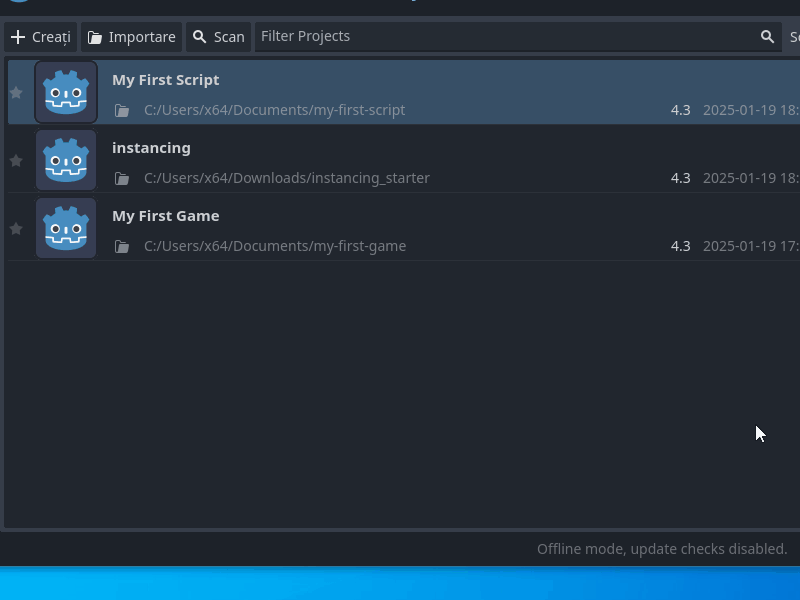 Creați Importare Scan Filter Projects
My First Script
C:/Users/x64/Documents/my-first-script 4.3 2025-01-19 18:
instancing
C:/Users/x64/Downloads/instancing_starter 4.3 2025-01-19 18:
My First Game
C:/Users/x64/Documents/my-first-game 4.3 2025-01-19 17:
Offline mode, update checks disabled.